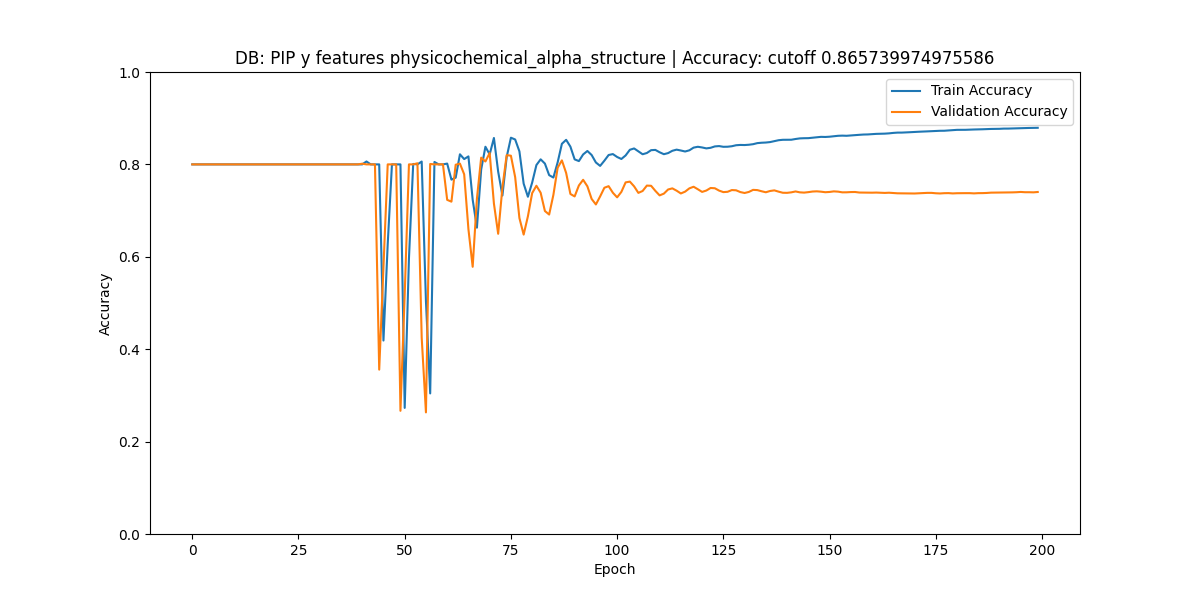 DB: PIP y features physicochemical_alpha_structure | Accuracy: cutoff 0.865739974975586
Train Accuracy
Validation Accuracy
1.0
0.8
0.6
0.4
0.2
0.0
Accuracy
0 25 50 75 100 125 150 175 200
Epoch